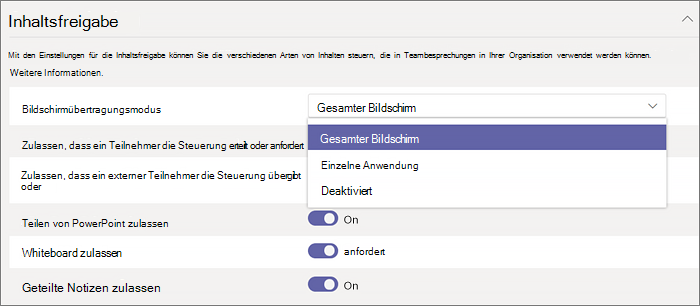 Inhaltsfreigabe
Mit den Einstellungen für die Inhaltsfreigabe können Sie die verschiedenen Arten von Inhalten steuern, die in Teambesprechungen in Ihrer Organisation verwendet werden können.
Weitere Informationen.
Bildschirmübertragungsmodus
Gesamter Bildschirm
Gesamter Bildschirm
Zulassen, dass ein Teilnehmer die Steuerung erteilt oder anfordert
Einzelne Anwendung
Zulassen, dass ein externer Teilnehmer die Steuerung übergibt
oder
Deaktiviert
Teilen von PowerPoint zulassen
On
Whiteboard zulassen
anfordert
Geteilte Notizen zulassen
On